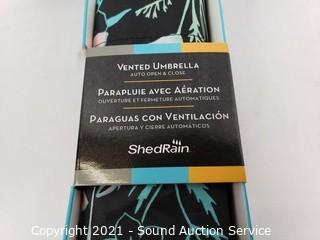 VENTED UMBRELLA
AUTO OPEN & CLOSE
PARAPLUIE AVEC AÉRATION
OUVERTURE ET FERMETURE AUTOMATIQUES
PARAGUAS CON VENTILACIÓN
APERTURA Y CIERRE AUTOMÁTICOS
ShedRain
Copyright 2021 - Sound Auction Service